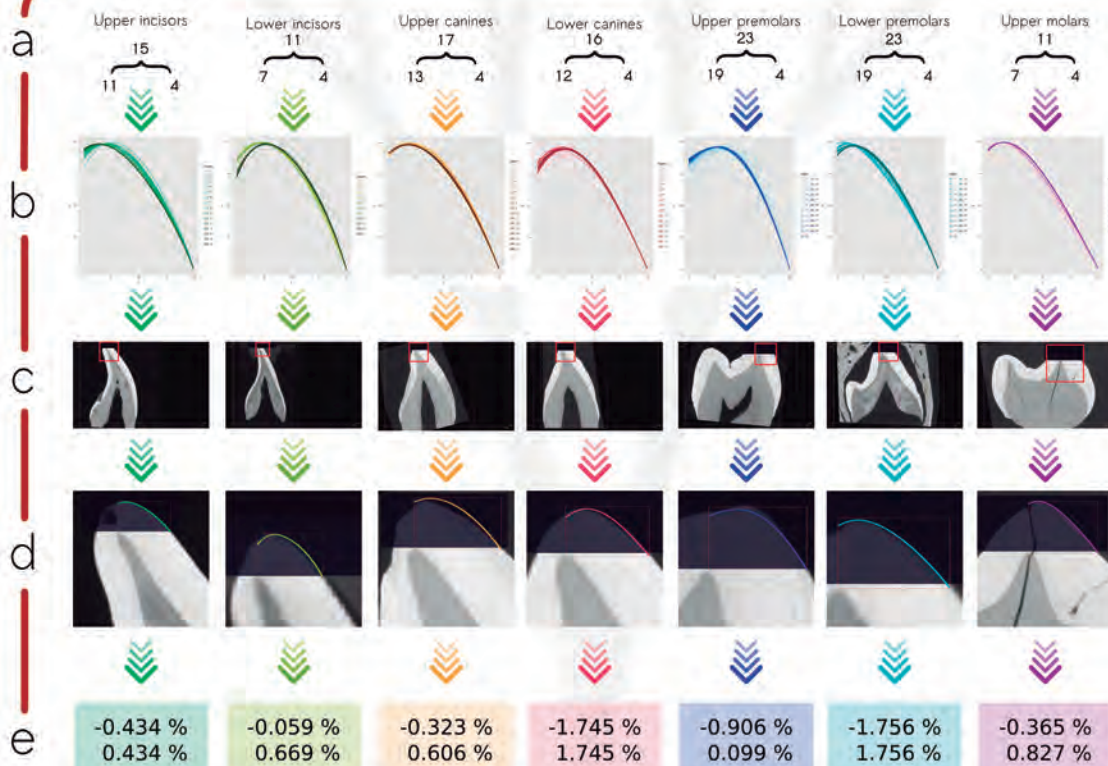 a
Upper incisors
15
11 4
Lower incisors
11
7 4
Upper canines
17
13 4
Lower canines
16
12 4
Upper premolars
23
19 4
Lower premolars
23
19 4
Upper molars
11
7 4
b
c
d
e
-0.434 %
0.434 %
-0.059 %
0.669 %
-0.323 %
0.606 %
-1.745 %
1.745 %
-0.906 %
0.099 %
-1.756 %
1.756 %
-0.365 %
0.827 %